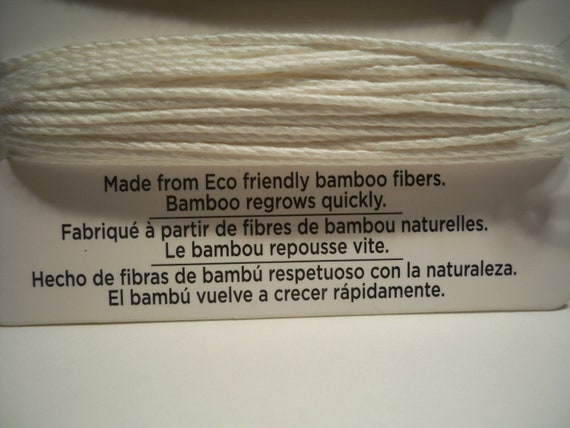 Made from Eco friendly bamboo fibers.
Bamboo regrows quickly.
Fabriqué à partir de fibres de bambou naturelles.
Le bambou repousse vite.
Hecho de fibras de bambú respetuoso con la naturaleza.
El bambú vuelve a crecer rápidamente.